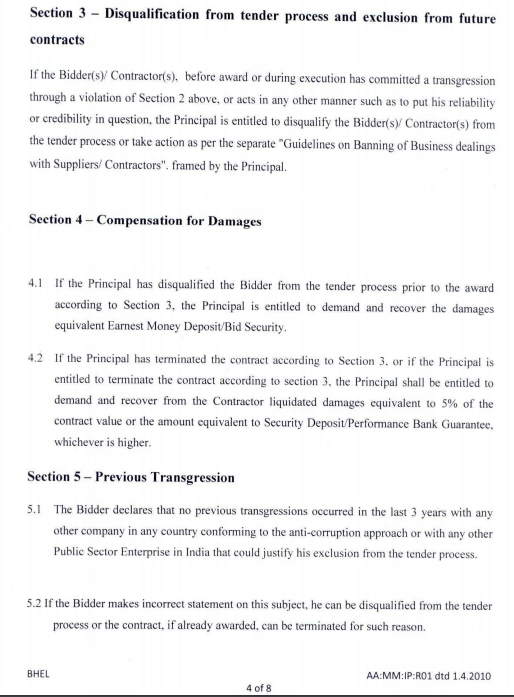 Section 3 – Disqualification from tender process and exclusion from future
contracts
If the Bidder(s)/ Contractor(s), before award or during execution has committed a transgression
through a violation of Section 2 above, or acts in any other manner such as to put his reliability
or credibility in question, the Principal is entitled to disqualify the Bidder(s)/ Contractor(s) from
the tender process or take action as per the separate "Guidelines on Banning of Business dealings
with Suppliers/ Contractors". framed by the Principal.
Section 4 – Compensation for Damages
4.1 If the Principal has disqualified the Bidder from the tender process prior to the award
according to Section 3, the Principal is entitled to demand and recover the damages
equivalent Earnest Money Deposit/Bid Security.
4.2 If the Principal has terminated the contract according to Section 3, or if the Principal is
entitled to terminate the contract according to section 3, the Principal shall be entitled to
demand and recover from the Contractor liquidated damages equivalent to 5% of the
contract value or the amount equivalent to Security Deposit/Performance Bank Guarantee,
whichever is higher.
Section 5 – Previous Transgression
5.1 The Bidder declares that no previous transgressions occurred in the last 3 years with any
other company in any country conforming to the anti-corruption approach or with any other
Public Sector Enterprise in India that could justify his exclusion from the tender process.
5.2 If the Bidder makes incorrect statement on this subject, he can be disqualified from the tender
process or the contract, if already awarded, can be terminated for such reason.
BHEL
AA:MM:IP:R01 dtd 1.4.2010
4 of 8